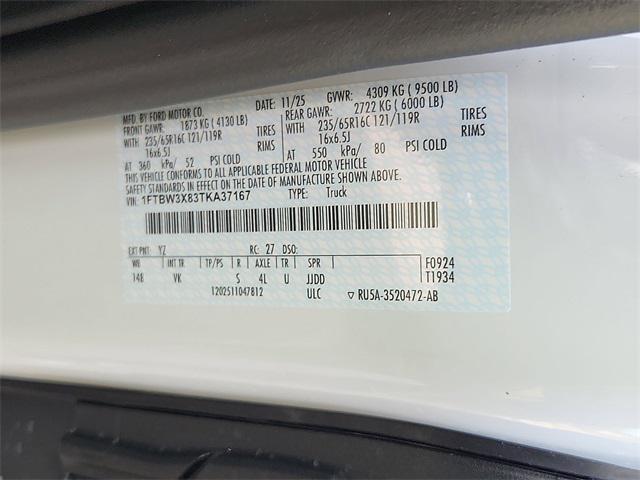 MFD. BY FORD MOTOR CO.
DATE: 11/25 GVWR: 4309 KG ( 9500 LB)
FRONT GAWR: 1873 KG ( 4130 LB) REAR GAWR: 2722 KG ( 6000 LB)
WITH 235/65R16C 121/119R TIRES WITH 235/65R16C 121/119R TIRES
16x6.5J RIMS 16x6.5J RIMS
AT 360 kPa/ 52 PSI COLD AT 550 kPa/ 80 PSI COLD
THIS VEHICLE CONFORMS TO ALL APPLICABLE FEDERAL MOTOR VEHICLE
SAFETY STANDARDS IN EFFECT ON THE DATE OF MANUFACTURE SHOWN ABOVE.
VIN: 1FTBW3X83TKA37167 TYPE: Truck
EXT PNT: YZ RC: 27 DSO:
WB INT TR TP/PS R AXLE TR SPR F0924
148 VK S 4L U JJDD T1934
1202511047812 ULC ▽ RU5A-3520472-AB